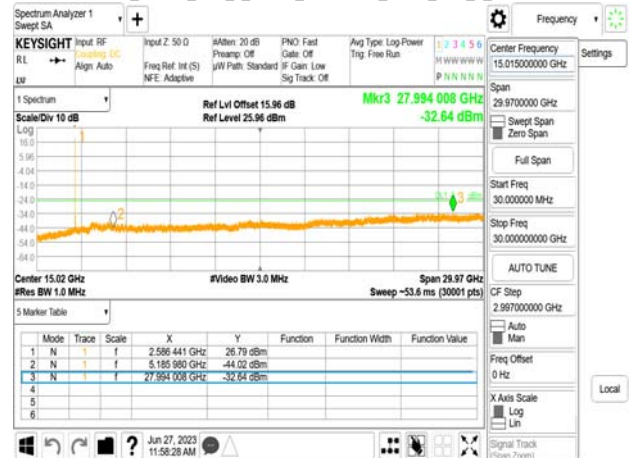 Spectrum Analyzer 1
Swept SA
Frequency
KEYSIGHT
RL
Input: RF
Coupling: DC
Align: Auto
Input Z: 50 Ω
Freq Ref: Int (S)
NFE: Adaptive
#Atten: 20 dB
Preamp: Off
µW Path: Standard
PNO: Fast
Gate: Off
IF Gain: Low
Sig Track: Off
Avg Type: Log-Power
Trig: Free Run
1 2 3 4 5 6
M W W W W W
P N N N N N
Center Frequency
15.015000000 GHz
Settings
Span
29.9700000 GHz
Swept Span
Zero Span
Full Span
Start Freq
30.000000 MHz
Stop Freq
30.000000000 GHz
AUTO TUNE
CF Step
2.997000000 GHz
Auto
Man
Freq Offset
0 Hz
X Axis Scale
Log
Lin
Signal Track
(Span Zoom)
Local
1 Spectrum
Scale/Div 10 dB
Ref Lvl Offset 15.96 dB
Ref Level 25.96 dBm
Mkr3 27.994 008 GHz
-32.64 dBm
Log
16.0
5.96
-4.04
-14.0
-24.0
-34.0
-44.0
-54.0
-64.0
1
2
3
Center 15.02 GHz
#Res BW 1.0 MHz
#Video BW 3.0 MHz
Span 29.97 GHz
Sweep ~53.6 ms (30001 pts)
5 Marker Table
Mode Trace Scale X Y Function Function Width Function Value
1 N 1 f 2.586 441 GHz 26.79 dBm
2 N 1 f 5.185 980 GHz -44.02 dBm
3 N 1 f 27.994 008 GHz -32.64 dBm
4
5
6
Jun 27, 2023
11:58:28 AM